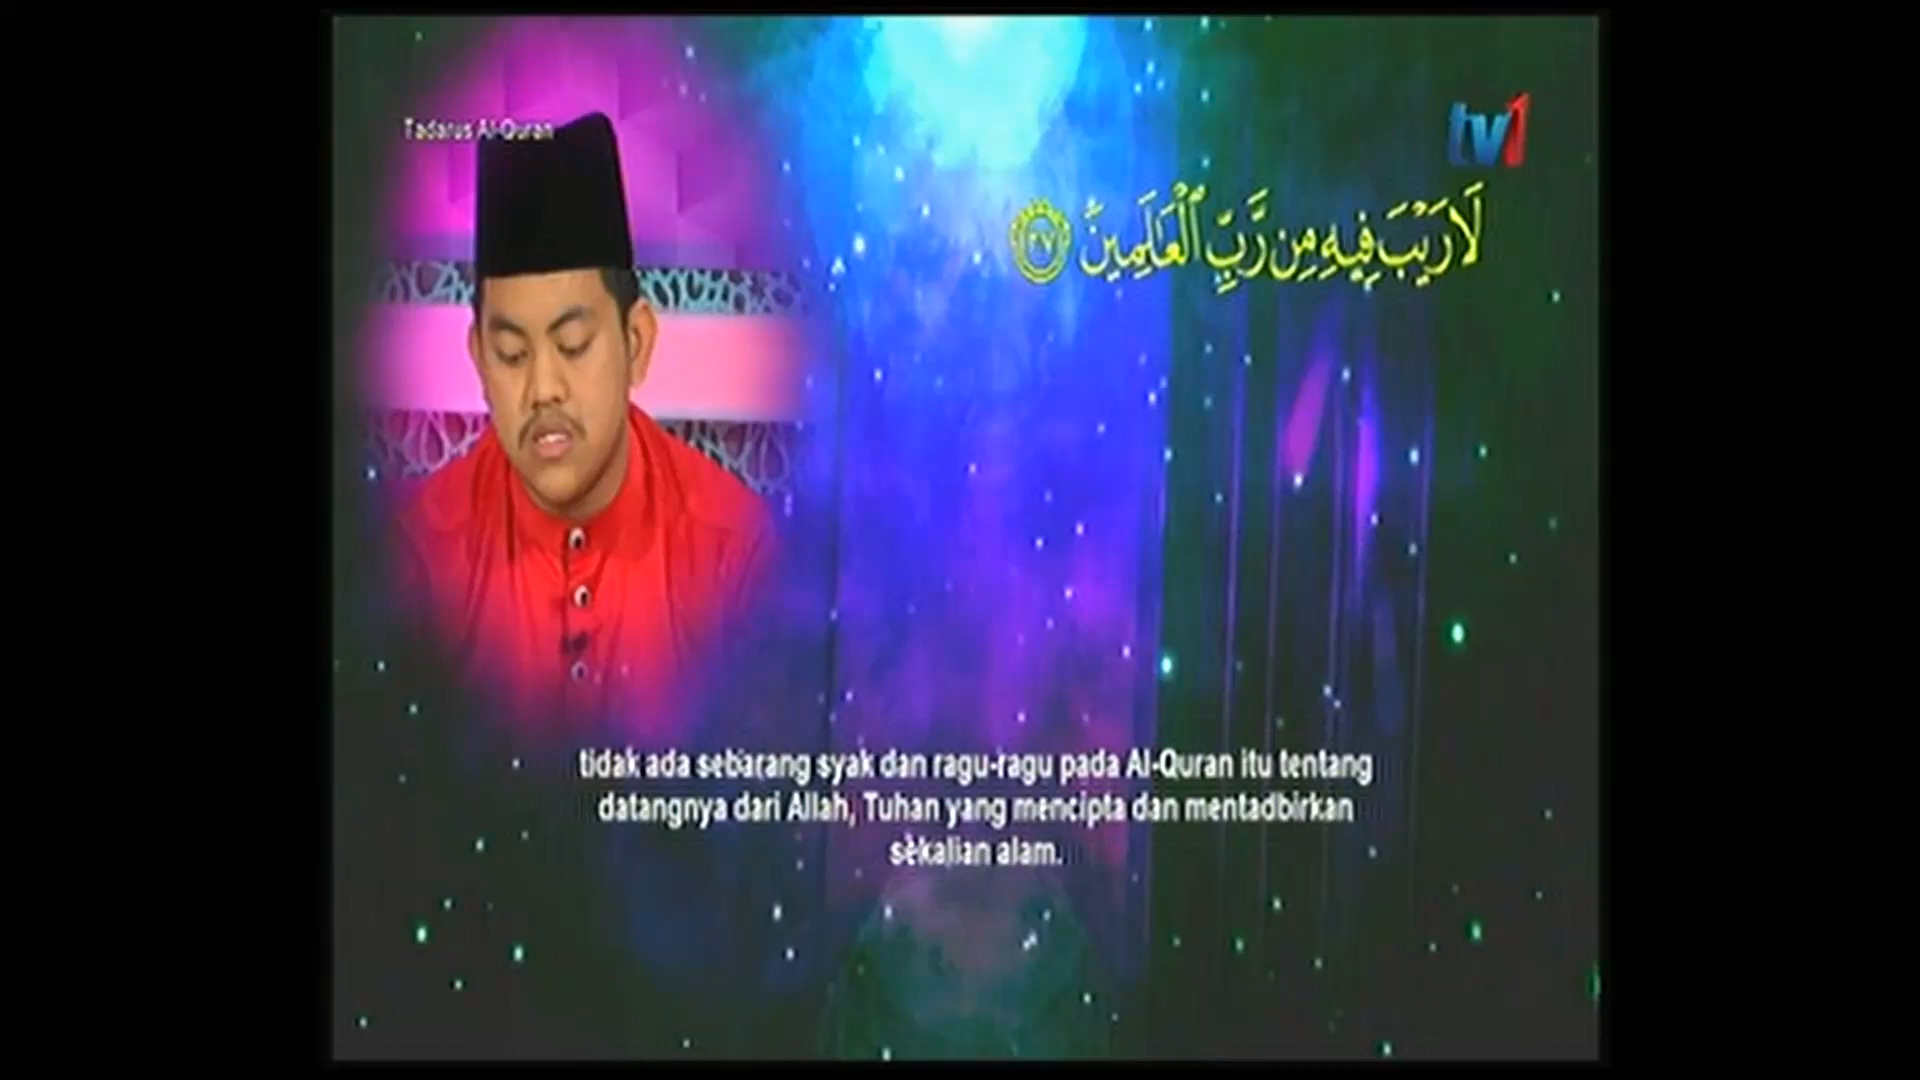 Tadarus Al-Quran
tv1
لَا رَيْبَ فِيهِ مِن رَّبِّ ٱلْعَٰلَمِينَ ٣٧
tidak ada sebarang syak dan ragu-ragu pada Al-Quran itu tentang
datangnya dari Allah, Tuhan yang mencipta dan mentadbirkan
sekalian alam.